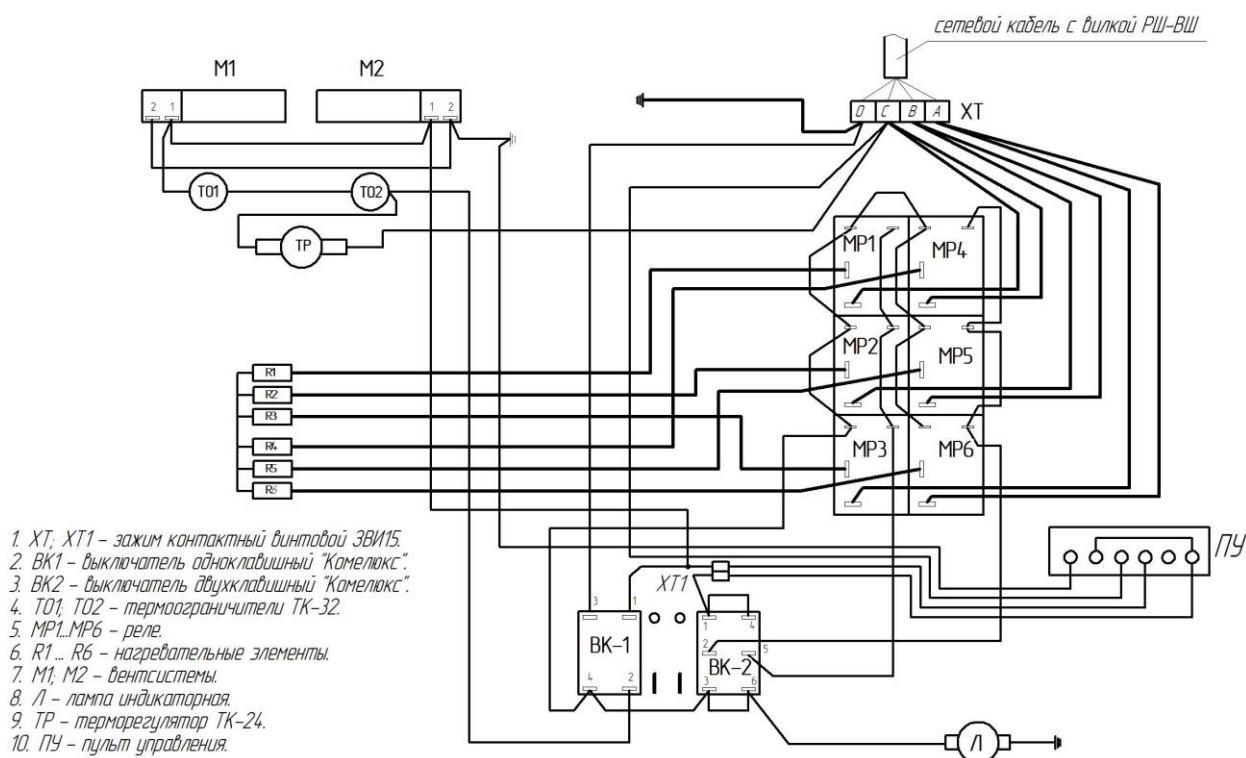 сетевой кабель с вилкой РШ-ВШ
М1
М2
2 1
1 2
О С В А
ХТ
ТО1
ТО2
ТР
МР1
МР4
МР2
МР5
МР3
МР6
R1
R2
R3
R4
R5
R6
ПУ
ХТ1
3
1
ВК-1
4
2
1
4
2
5
ВК-2
3
6
Л
1. ХТ; ХТ1 - зажим контактный винтовой ЗВИ15.
2. ВК1 - выключатель одноклавишный "Комелюкс".
3. ВК2 - выключатель двухклавишный "Комелюкс".
4. ТО1; ТО2 - термоограничители ТК-32.
5. МР1...МР6 - реле.
6. R1 ... R6 - нагревательные элементы.
7. М1; М2 - вентсистемы.
8. Л - лампа индикаторная.
9. ТР - терморегулятор ТК-24.
10. ПУ - пульт управления.